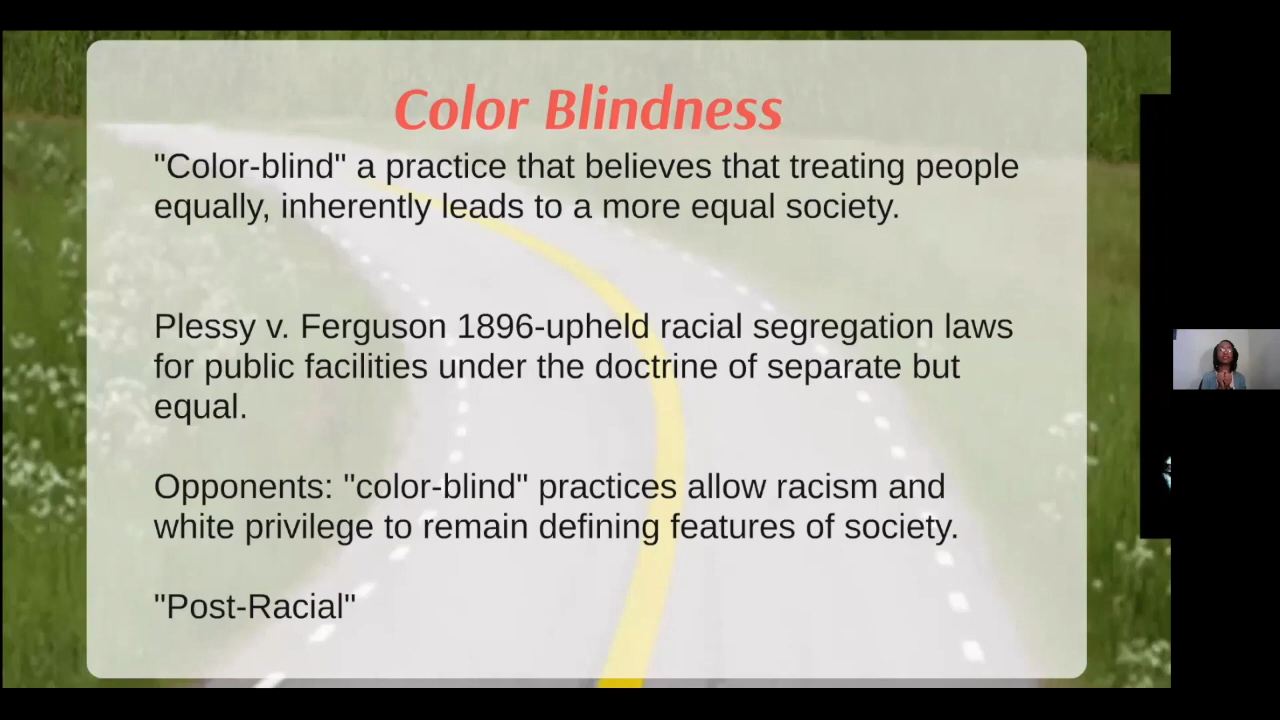 Color Blindness
"Color-blind" a practice that believes that treating people
equally, inherently leads to a more equal society.
Plessy v. Ferguson 1896-upheld racial segregation laws
for public facilities under the doctrine of separate but
equal.
Opponents: "color-blind" practices allow racism and
white privilege to remain defining features of society.
"Post-Racial"